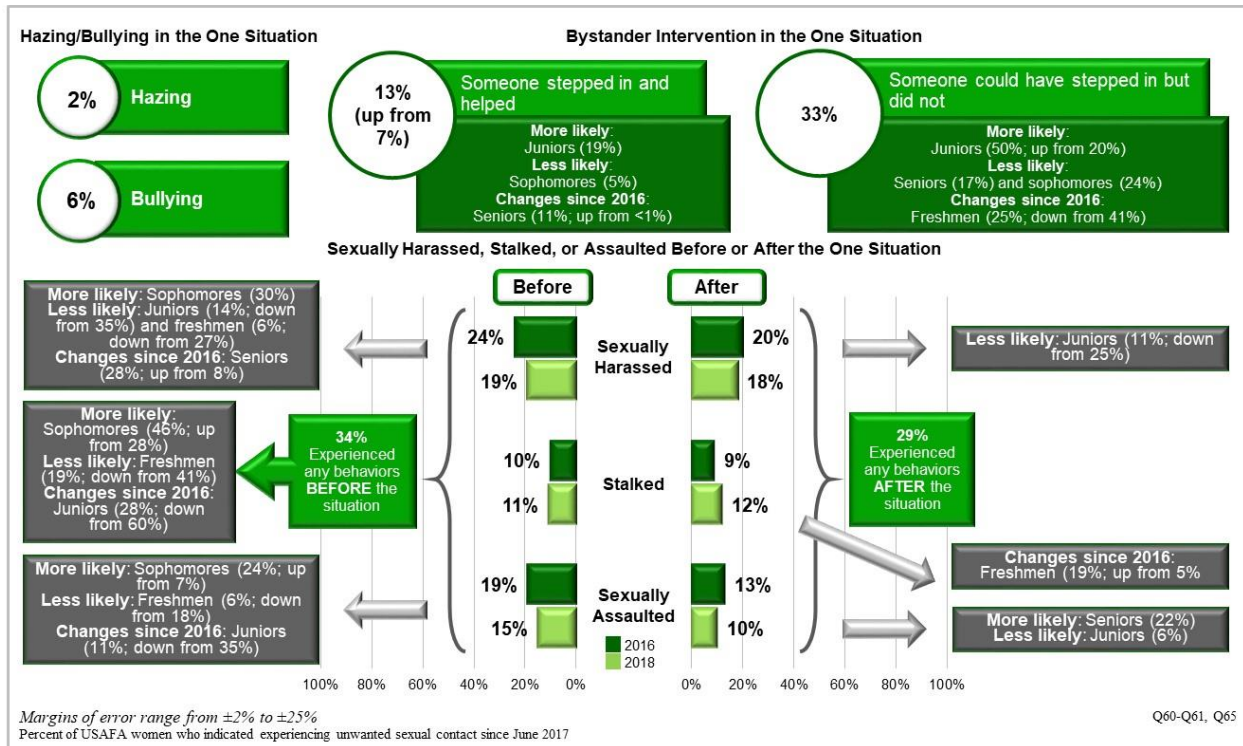 Hazing/Bullying in the One Situation
2%
Hazing
6%
Bullying
Bystander Intervention in the One Situation
13%
(up from
7%)
Someone stepped in and
helped
More likely:
Juniors (19%)
Less likely:
Sophomores (5%)
Changes since 2016:
Seniors (11%; up from <1%)
33%
Someone could have stepped in but
did not
More likely:
Juniors (50%; up from 20%)
Less likely:
Seniors (17%) and sophomores (24%)
Changes since 2016:
Freshmen (25%; down from 41%)
Sexually Harassed, Stalked, or Assaulted Before or After the One Situation
More likely: Sophomores (30%)
Less likely: Juniors (14%; down
from 35%) and freshmen (6%;
down from 27%)
Changes since 2016: Seniors
(28%; up from 8%)
More likely:
Sophomores (46%; up
from 28%)
Less likely: Freshmen
(19%; down from 41%)
Changes since 2016:
Juniors (28%; down
from 60%)
34%
Experienced
any behaviors
BEFORE the
situation
More likely: Sophomores (24%; up
from 7%)
Less likely: Freshmen (6%; down
from 18%)
Changes since 2016: Juniors
(11%; down from 35%)
Before
After
24%
19%
Sexually
Harassed
20%
18%
10%
11%
Stalked
9%
12%
19%
15%
Sexually
Assaulted
13%
10%
2016
2018
100% 80% 60% 40% 20% 0%
0% 20% 40% 60% 80% 100%
29%
Experienced
any behaviors
AFTER the
situation
Less likely: Juniors (11%; down
from 25%)
Changes since 2016:
Freshmen (19%; up from 5%
More likely: Seniors (22%)
Less likely: Juniors (6%)
Margins of error range from ±2% to ±25%
Percent of USAFA women who indicated experiencing unwanted sexual contact since June 2017
Q60-Q61, Q65